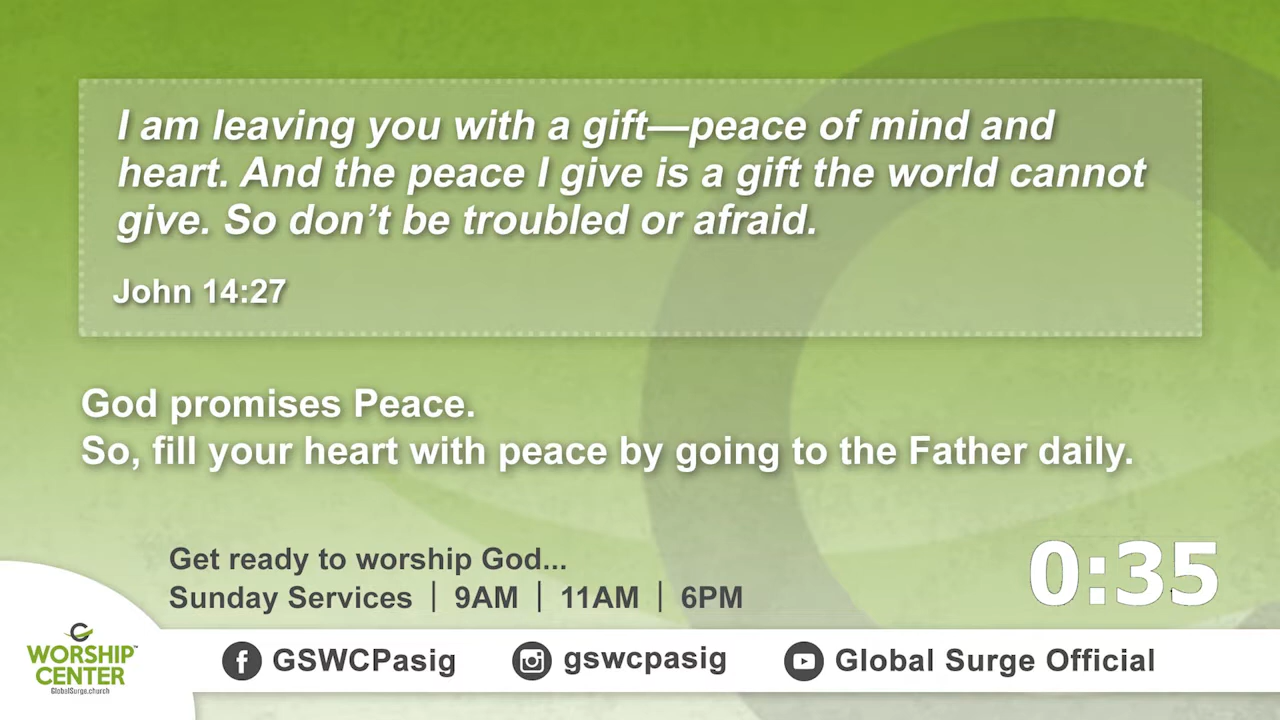 I am leaving you with a gift—peace of mind and
heart. And the peace I give is a gift the world cannot
give. So don’t be troubled or afraid.
John 14:27
God promises Peace.
So, fill your heart with peace by going to the Father daily.
Get ready to worship God...
Sunday Services | 9AM | 11AM | 6PM
0:35
WORSHIP™
CENTER
GlobalSurge.church
GSWCPasig
gswcpasig
Global Surge Official